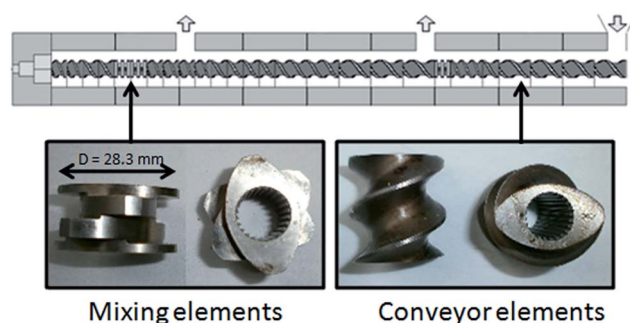 D = 28.3 mm
Mixing elements
Conveyor elements